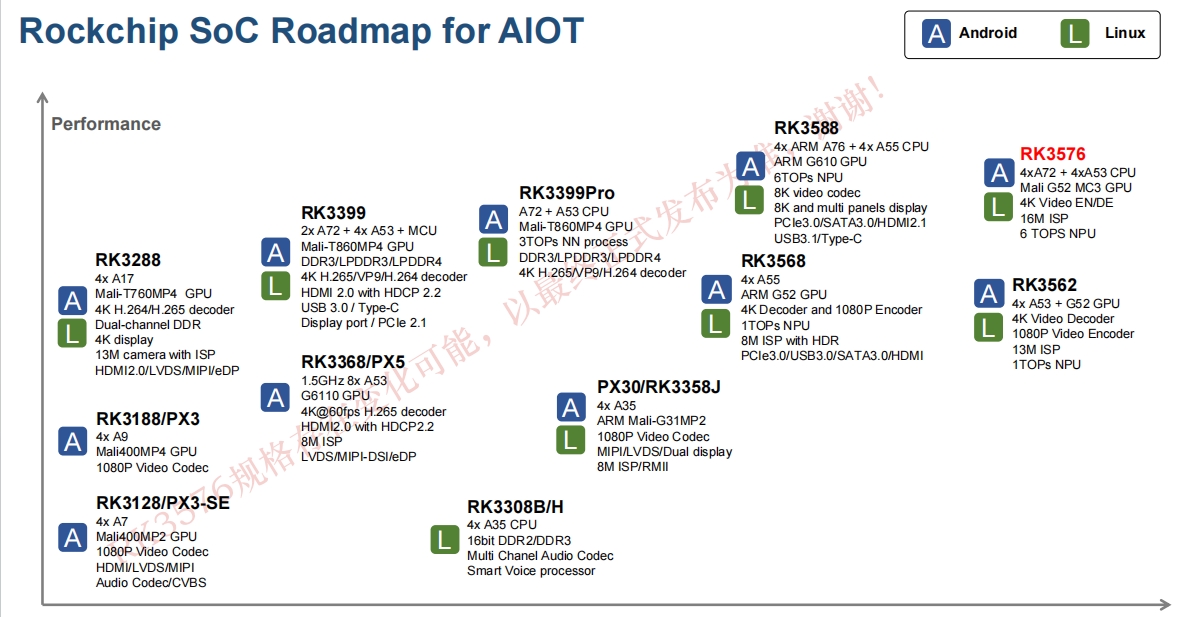 Rockchip SoC Roadmap for AIOT
A Android
L Linux
Performance
RK3288
A
L
4x A17
Mali-T760MP4 GPU
4K H.264/H.265 decoder
Dual-channel DDR
4K display
13M camera with ISP
HDMI2.0/LVDS/MIPI/eDP
RK3188/PX3
A
4x A9
Mali400MP4 GPU
1080P Video Codec
RK3128/PX3-SE
A
4x A7
Mali400MP2 GPU
1080P Video Codec
HDMI/LVDS/MIPI
Audio Codec/CVBS
RK3399
A
L
2x A72 + 4x A53 + MCU
Mali-T860MP4 GPU
DDR3/LPDDR3/LPDDR4
4K H.265/VP9/H.264 decoder
HDMI 2.0 with HDCP 2.2
USB 3.0 / Type-C
Display port / PCIe 2.1
RK3368/PX5
A
1.5GHz 8x A53
G6110 GPU
4K@60fps H.265 decoder
HDMI2.0 with HDCP2.2
8M ISP
LVDS/MIPI-DSI/eDP
RK3399Pro
A
L
A72 + A53 CPU
Mali-T860MP4 GPU
3TOPs NN process
DDR3/LPDDR3/LPDDR4
4K H.265/VP9/H.264 decoder
PX30/RK3358J
A
L
4x A35
ARM Mali-G31MP2
1080P Video Codec
MIPI/LVDS/Dual display
8M ISP/RMII
RK3308B/H
L
4x A35 CPU
16bit DDR2/DDR3
Multi Chanel Audio Codec
Smart Voice processor
RK3588
A
L
4x ARM A76 + 4x A55 CPU
ARM G610 GPU
6TOPs NPU
8K video codec
8K and multi panels display
PCIe3.0/SATA3.0/HDMI2.1
USB3.1/Type-C
RK3568
A
L
4x A55
ARM G52 GPU
4K Decoder and 1080P Encoder
1TOPs NPU
8M ISP with HDR
PCIe3.0/USB3.0/SATA3.0/HDMI
RK3576
A
L
4xA72 + 4xA53 CPU
Mali G52 MC3 GPU
4K Video EN/DE
16M ISP
6 TOPS NPU
RK3562
A
L
4x A53 + G52 GPU
4K Video Decoder
1080P Video Encoder
13M ISP
1TOPs NPU
RK3576规格有变化可能，以最终正式发布为准，谢谢！